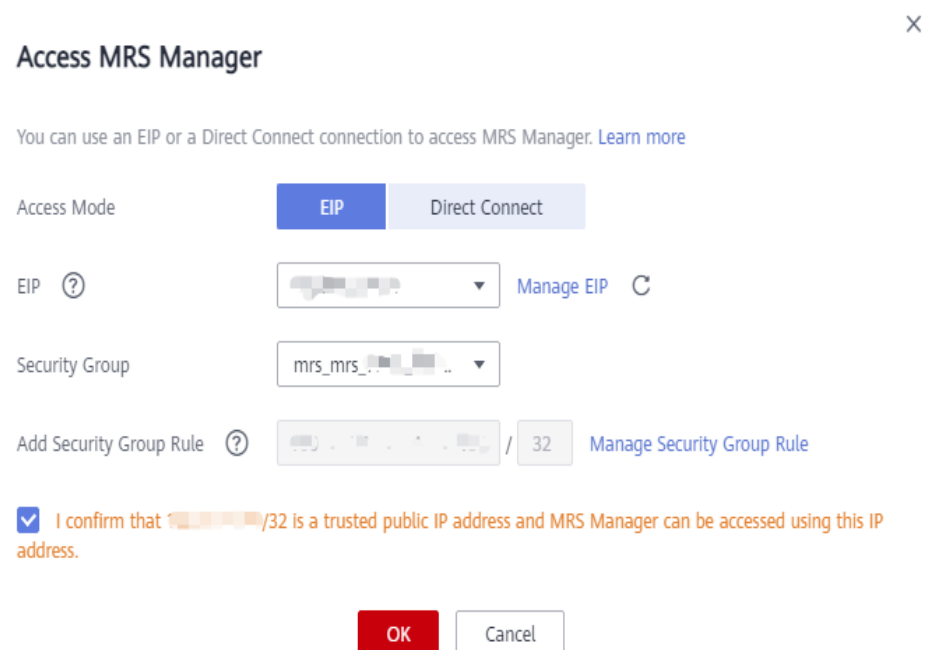 Access MRS Manager
You can use an EIP or a Direct Connect connection to access MRS Manager. Learn more
Access Mode EIP Direct Connect
EIP Manage EIP
Security Group mrs_mrs_ ..
Add Security Group Rule / 32 Manage Security Group Rule
I confirm that /32 is a trusted public IP address and MRS Manager can be accessed using this IP
address.
OK Cancel